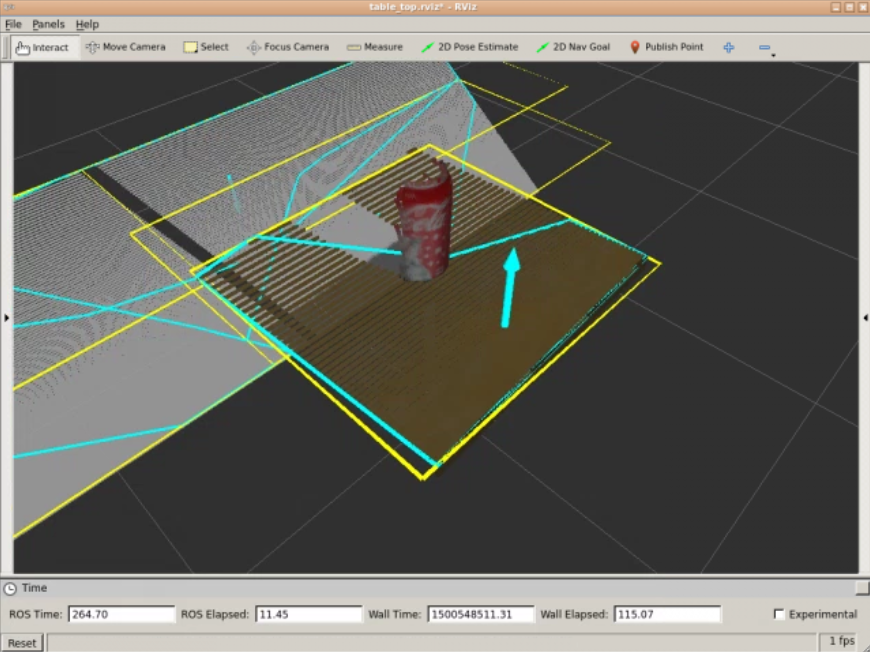 table_top.rviz* - RViz
File Panels Help
Interact Move Camera Select Focus Camera Measure 2D Pose Estimate 2D Nav Goal Publish Point
Time
ROS Time: 264.70 ROS Elapsed: 11.45 Wall Time: 1500548511.31 Wall Elapsed: 115.07 Experimental
Reset 1 fps